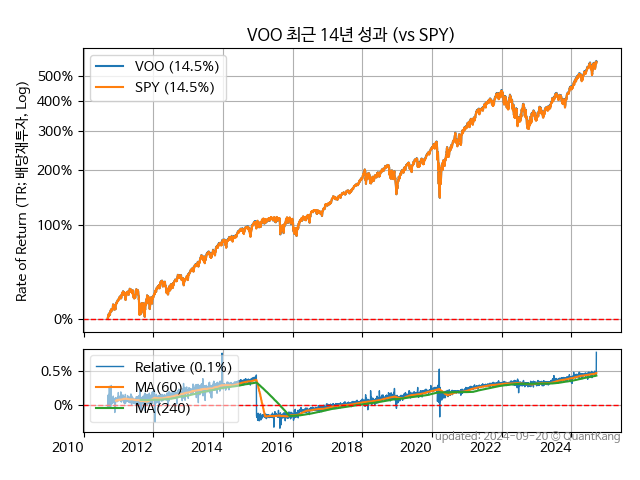 VOO 최근 14년 성과 (vs SPY)
VOO (14.5%)
SPY (14.5%)
500%
400%
300%
200%
100%
0%
Rate of Return (TR; 배당재투자, Log)
Relative (0.1%)
MA(60)
MA(240)
0.5%
0%
2010 2012 2014 2016 2018 2020 2022 2024
updated: 2024-09-20 © QuantKang